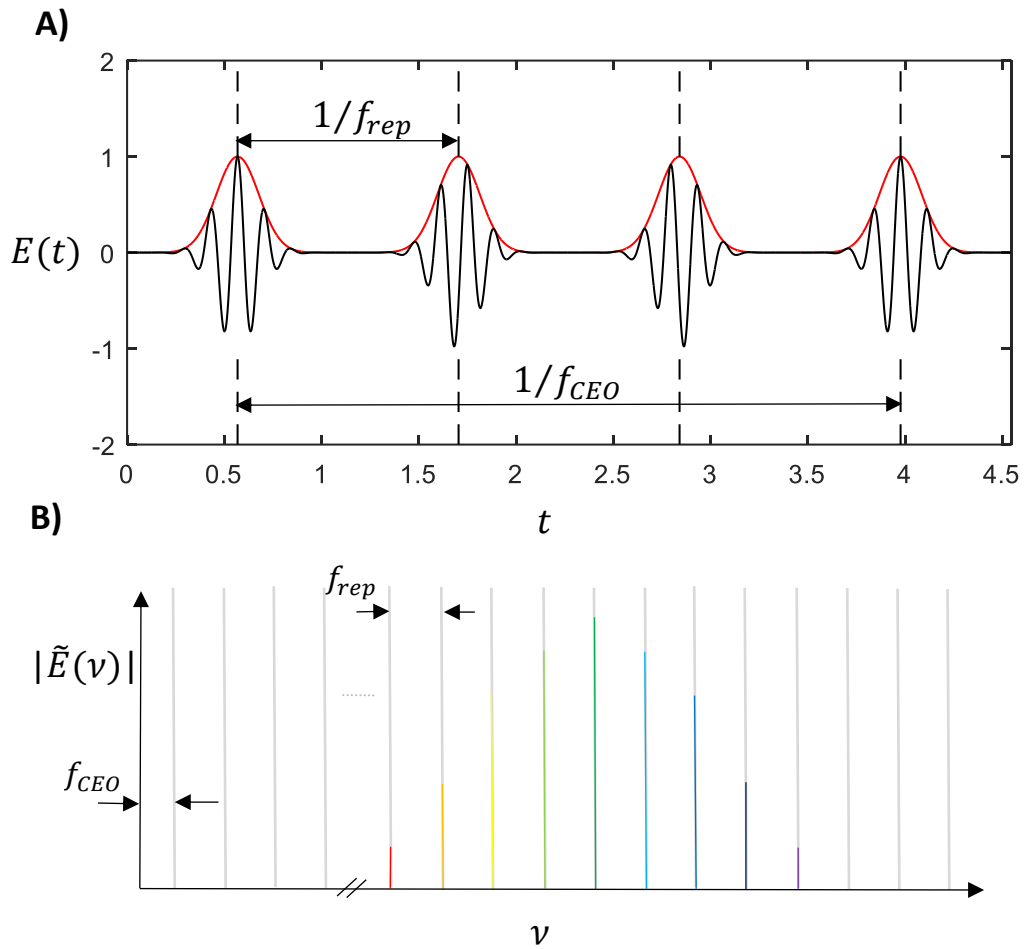 A)
2
1
0
-1
-2
E(t)
1/f_rep
1/f_CEO
0 0.5 1 1.5 2 2.5 3 3.5 4 4.5
t
B)
f_rep
|Ẽ(ν)|
........
f_CEO
ν